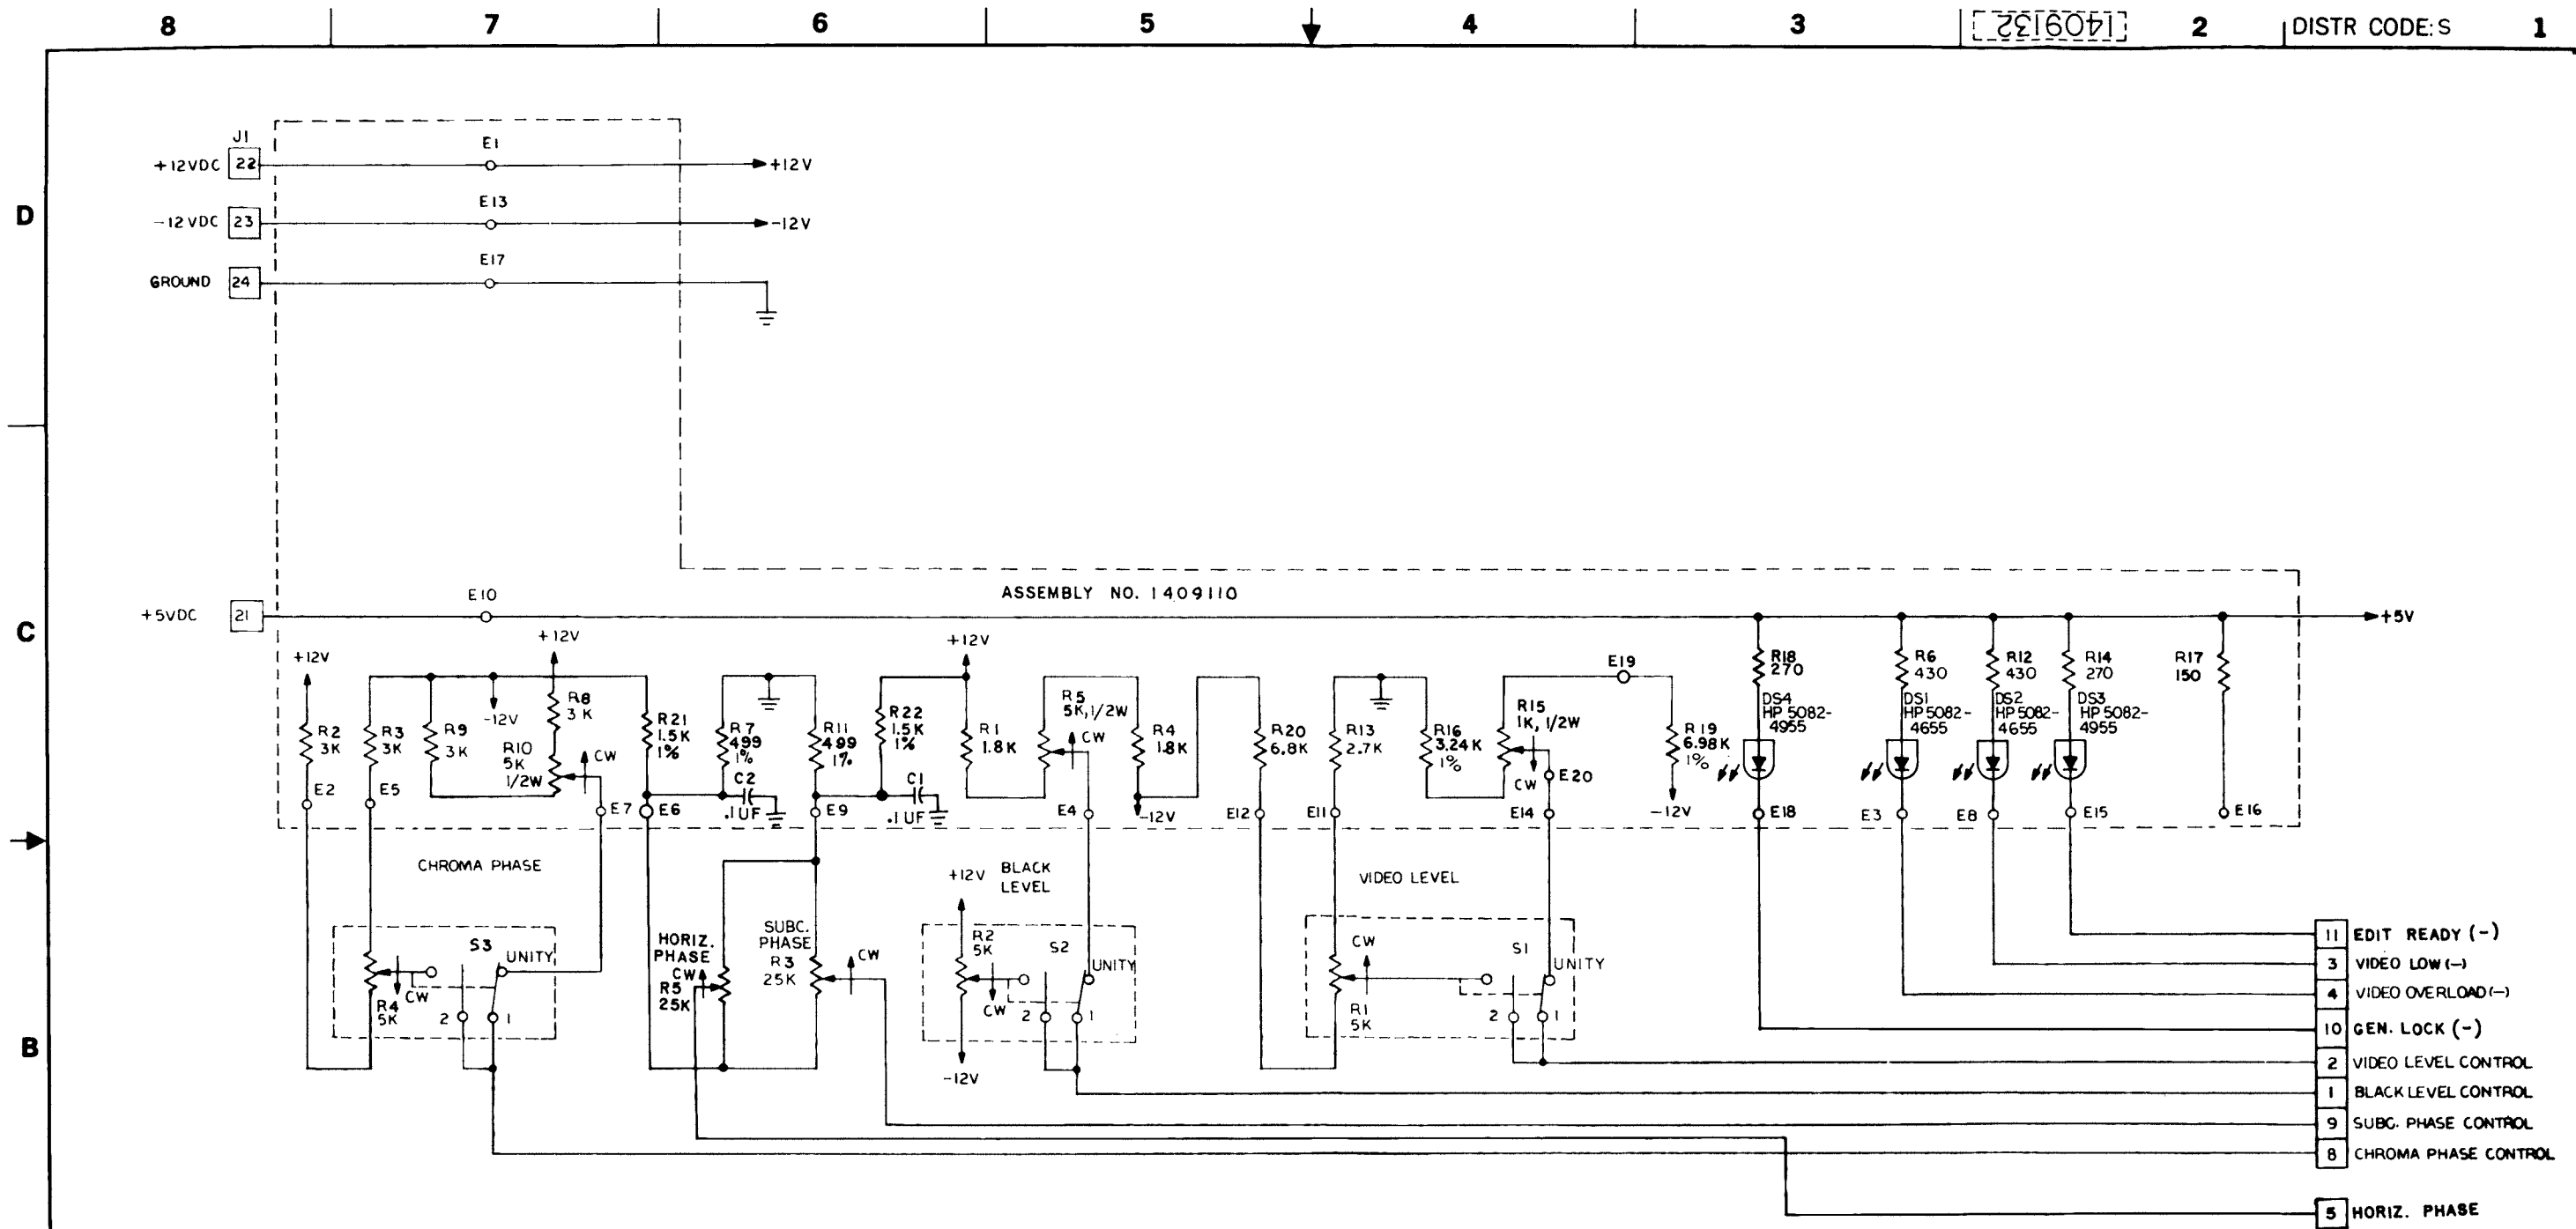 8 7 6 5 4 3 1409132 2 DISTR CODE: S 1
D
C
B
J1
+12VDC 22 E1 +12V
-12VDC 23 E13 -12V
GROUND 24 E17
ASSEMBLY NO. 1409110
+5VDC 21 E10 +5V
+12V
R2
3K
E2
R3
3K
E5
R9
3K
-12V
+12V
R8
3K
R10
5K
1/2W
CW
E7
R21
1.5K
1%
E6
R7
499
1%
C2
.1UF
R11
499
1%
E9
R22
1.5K
1%
C1
.1UF
+12V
R1
1.8K
R5
5K, 1/2W
CW
E4
R4
1.8K
-12V
R20
6.8K
E12
R13
2.7K
E11
R16
3.24K
1%
R15
1K, 1/2W
CW
E20
E14
E19
R19
6.98K
1%
-12V
R18
270
DS4
HP 5082-
4955
E18
R6
430
DS1
HP 5082-
4655
E3
R12
430
DS2
HP 5082-
4655
E8
R14
270
DS3
HP 5082-
4955
E15
R17
150
E16
CHROMA PHASE
S3
UNITY
CW
R4
5K
2 1
HORIZ.
PHASE
CW
R5
25K
SUBC.
PHASE
R3
25K
CW
+12V
BLACK
LEVEL
R2
5K
S2
UNITY
CW
2 1
-12V
VIDEO LEVEL
CW
S1
UNITY
R1
5K
2 1
11 EDIT READY (-)
3 VIDEO LOW (-)
4 VIDEO OVERLOAD (-)
10 GEN. LOCK (-)
2 VIDEO LEVEL CONTROL
1 BLACK LEVEL CONTROL
9 SUBC. PHASE CONTROL
8 CHROMA PHASE CONTROL
5 HORIZ. PHASE